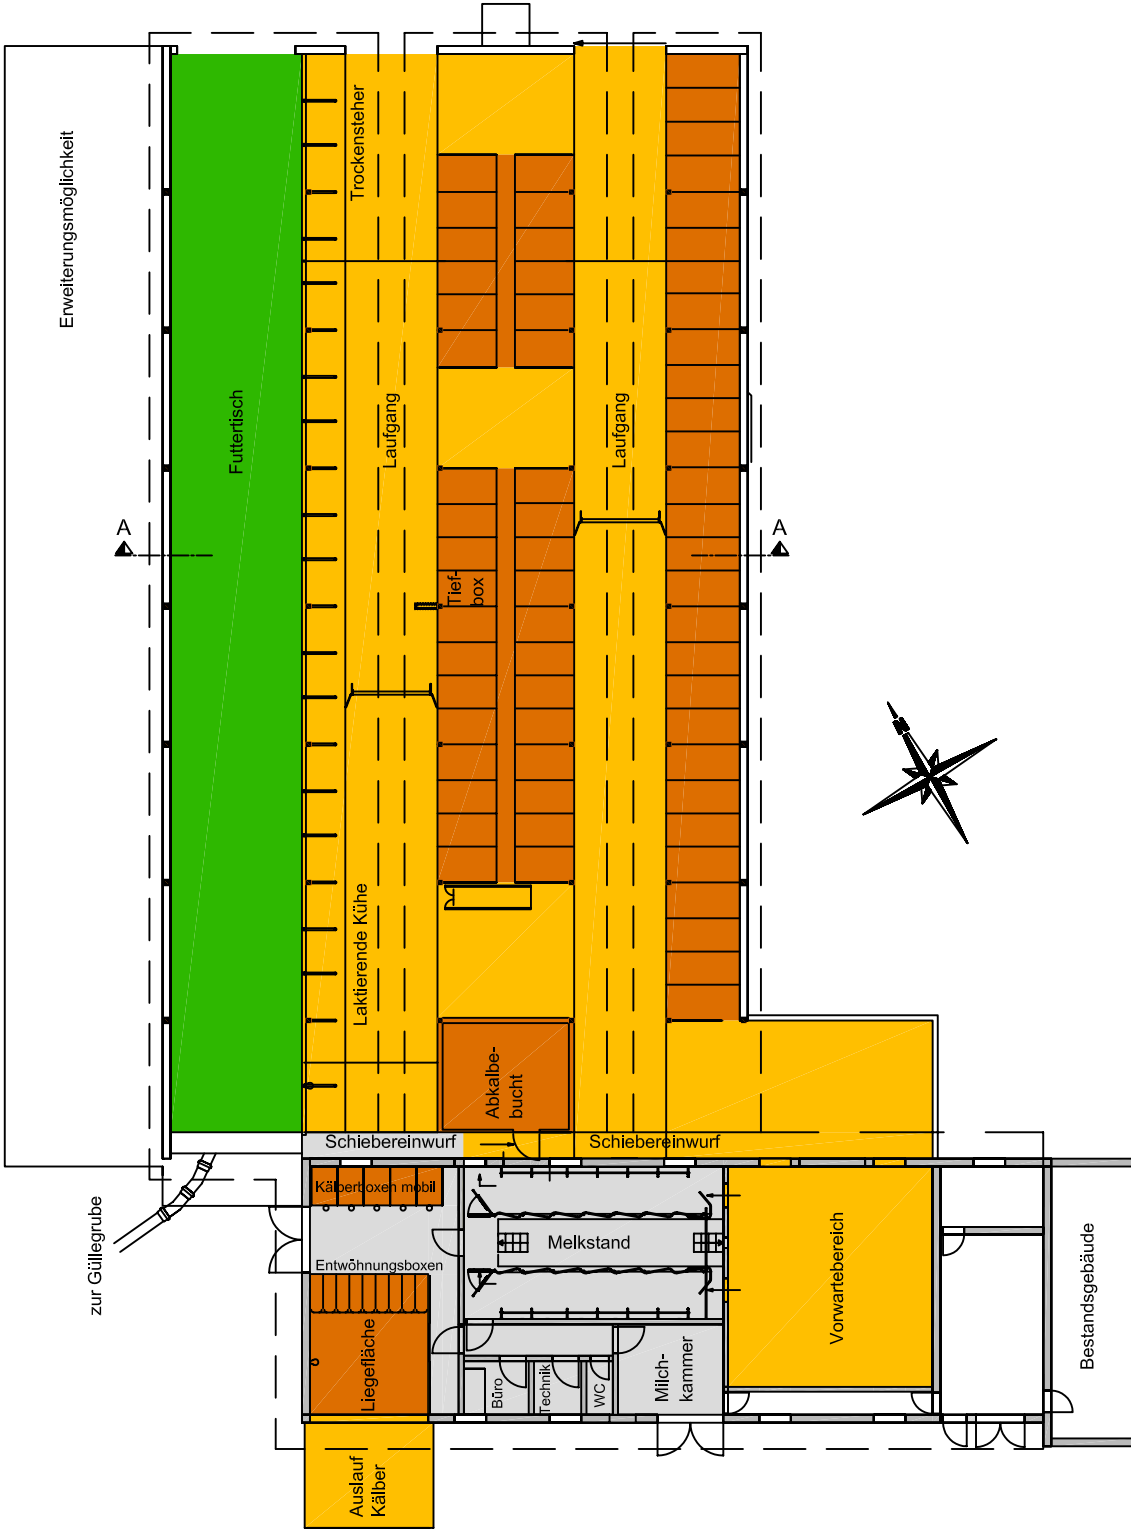 Erweiterungsmöglichkeit
Trockensteher
Futtertisch
Laufgang
Laufgang
A
A
Tief-
box
N
Laktierende Kühe
Abkalbe-
bucht
Schiebereinwurf
Schiebereinwurf
Kälberboxen mobil
zur Güllegrube
Melkstand
Entwöhnungsboxen
Vorwartebereich
Bestandsgebäude
Liegefläche
Büro
Technik
WC
Milch-
kammer
Auslauf
Kälber